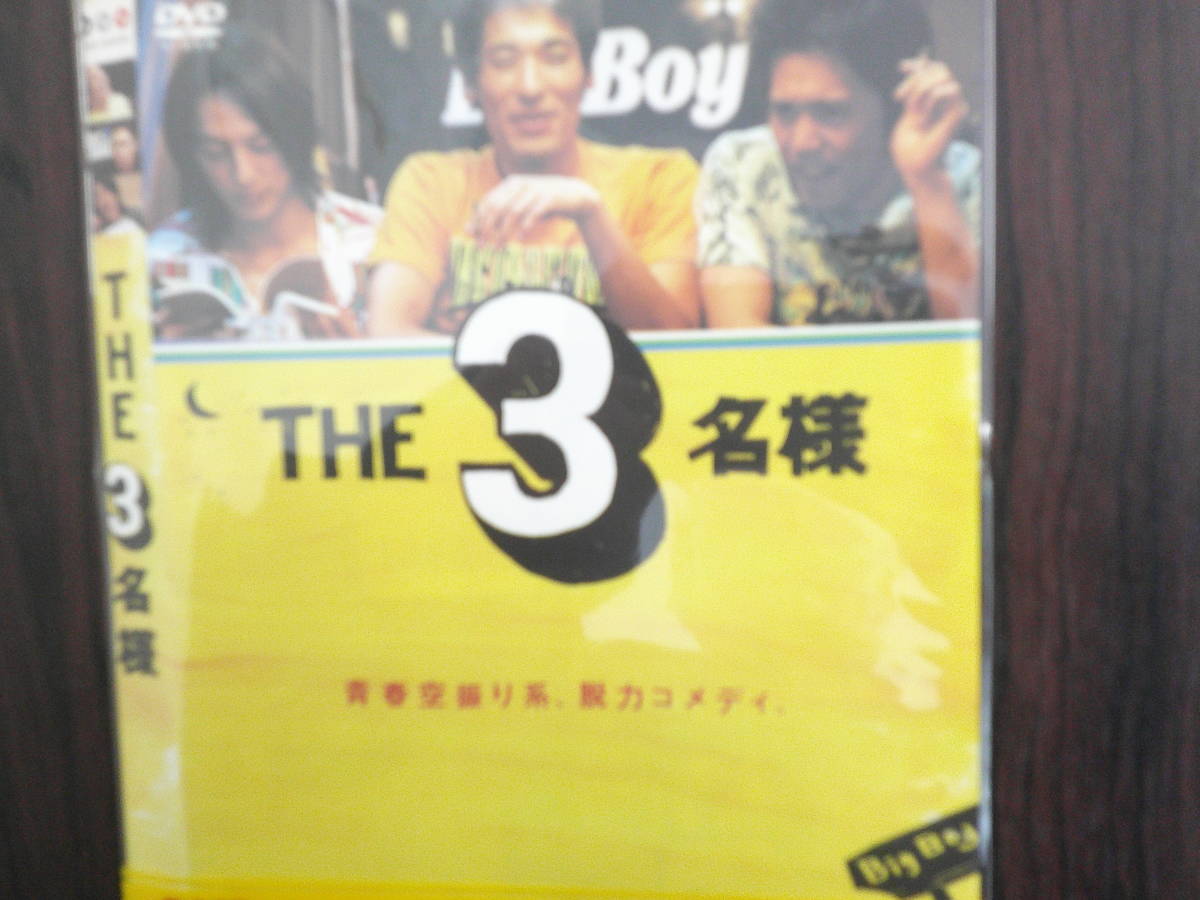 DVD
Boy
THE 3 名様
THE 3 名様
青春空振り系、脱力コメディ。
Big Boy